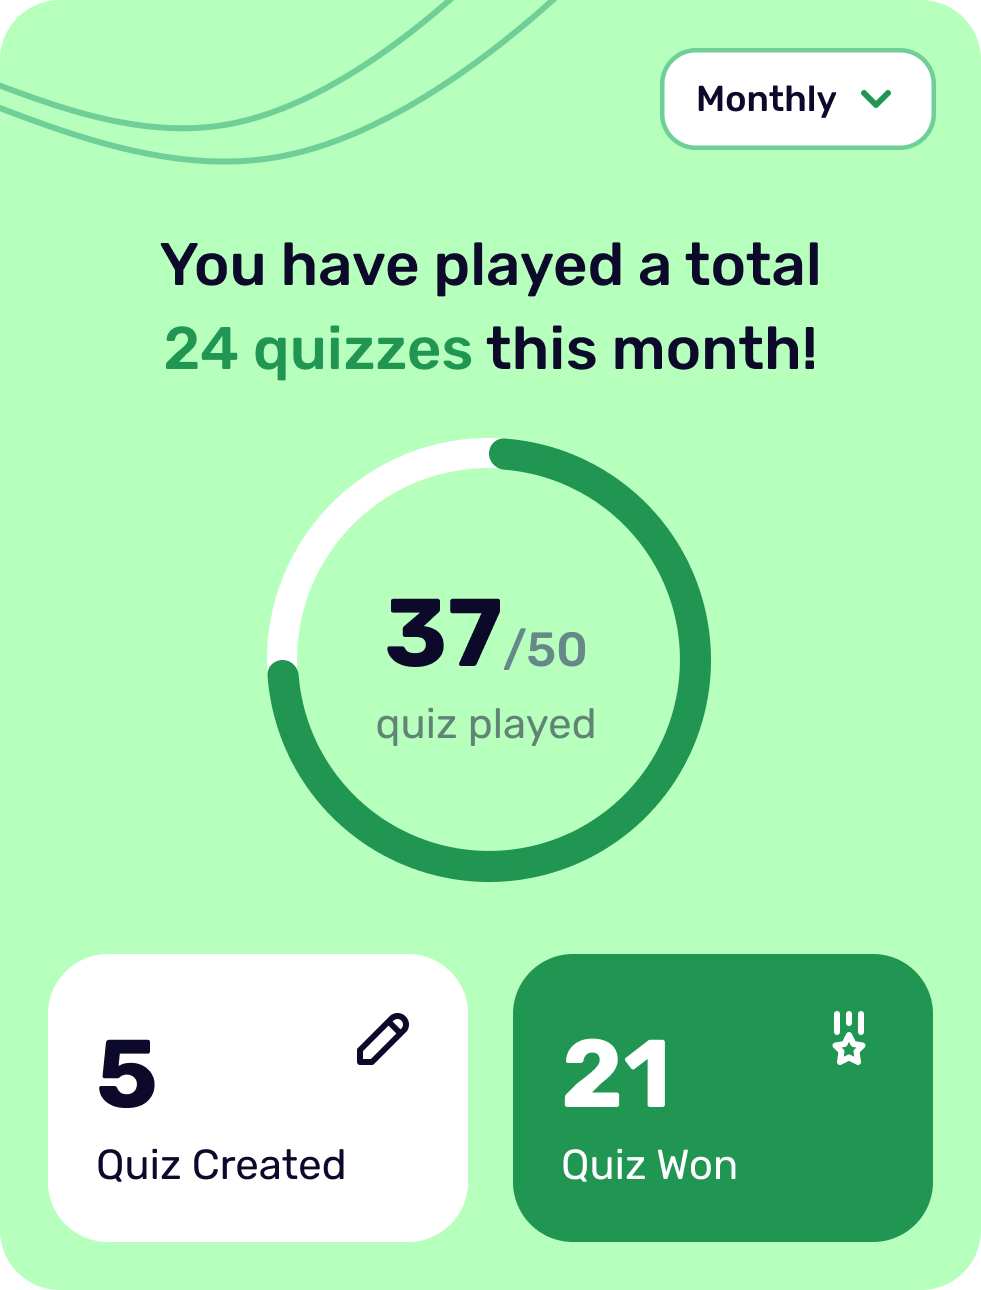 Monthly
You have played a total
24 quizzes this month!
37/50
quiz played
5
Quiz Created
21
Quiz Won